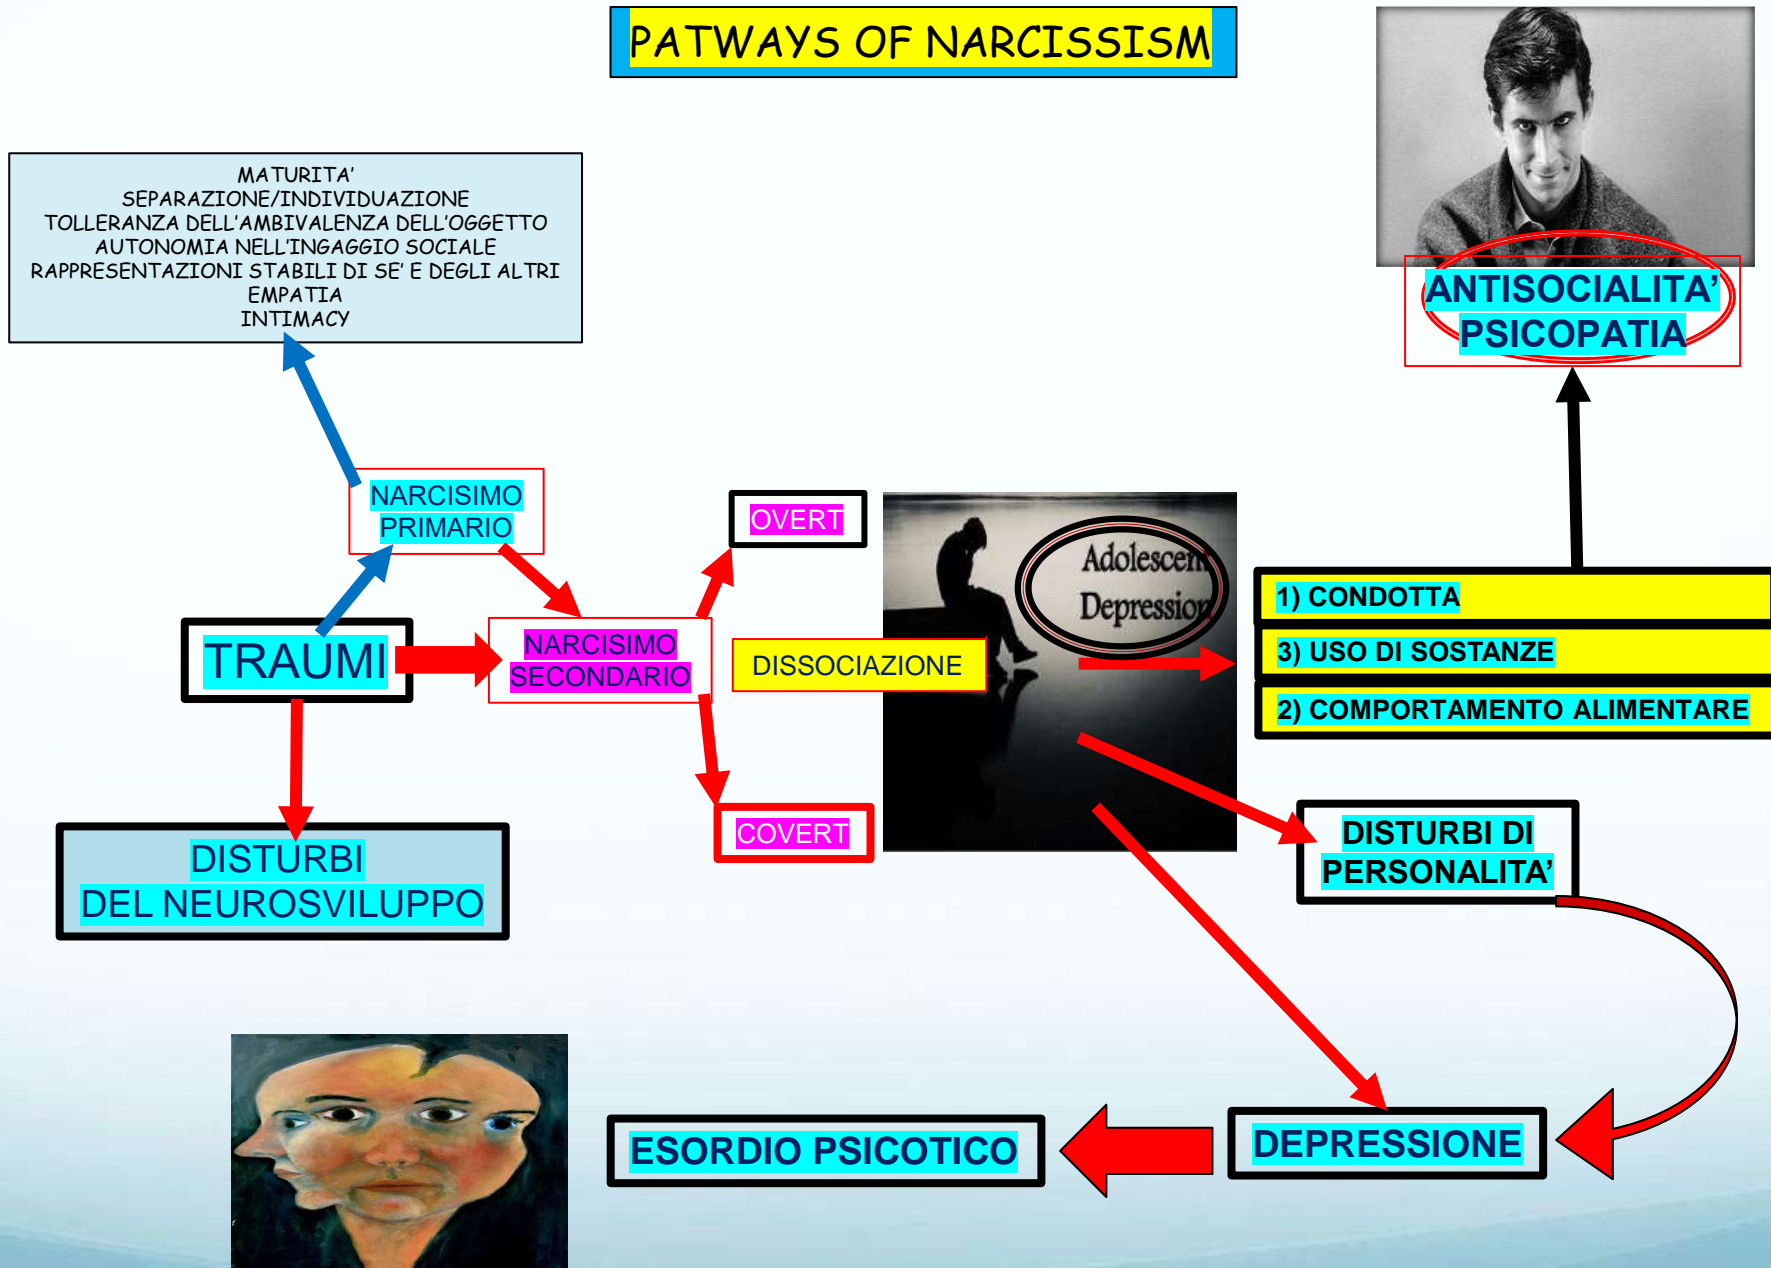 PATWAYS OF NARCISSISM
MATURITA'
SEPARAZIONE/INDIVIDUAZIONE
TOLLERANZA DELL'AMBIVALENZA DELL'OGGETTO
AUTONOMIA NELL'INGAGGIO SOCIALE
RAPPRESENTAZIONI STABILI DI SE' E DEGLI ALTRI
EMPATIA
INTIMACY
ANTISOCIALITA'
PSICOPATIA
NARCISIMO
PRIMARIO
OVERT
Adolescent
Depression
1) CONDOTTA
TRAUMI
NARCISIMO
SECONDARIO
DISSOCIAZIONE
3) USO DI SOSTANZE
2) COMPORTAMENTO ALIMENTARE
COVERT
DISTURBI DI
PERSONALITA'
DISTURBI
DEL NEUROSVILUPPO
ESORDIO PSICOTICO
DEPRESSIONE